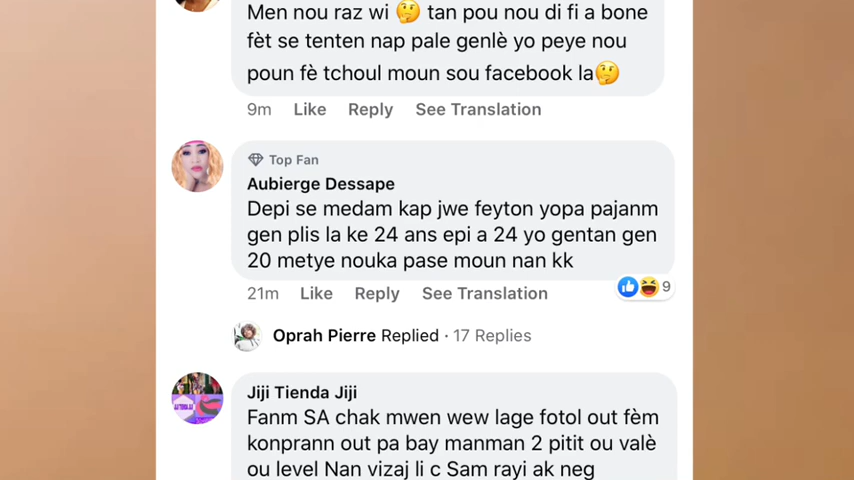 Men nou raz wi 🤔 tan pou nou di fi a bone
fèt se tenten nap pale genlè yo peye nou
poun fè tchoul moun sou facebook la🤔
9m Like Reply See Translation
Top Fan
Aubierge Dessape
Depi se medam kap jwe feyton yopa pajanm
gen plis la ke 24 ans epi a 24 yo gentan gen
20 metye nouka pase moun nan kk
21m Like Reply See Translation 9
Oprah Pierre Replied · 17 Replies
Jiji Tienda Jiji
Fanm SA chak mwen wew lage fotol out fèm
konprann out pa bay manman 2 pitit ou valè
ou level Nan vizaj li c Sam rayi ak neg